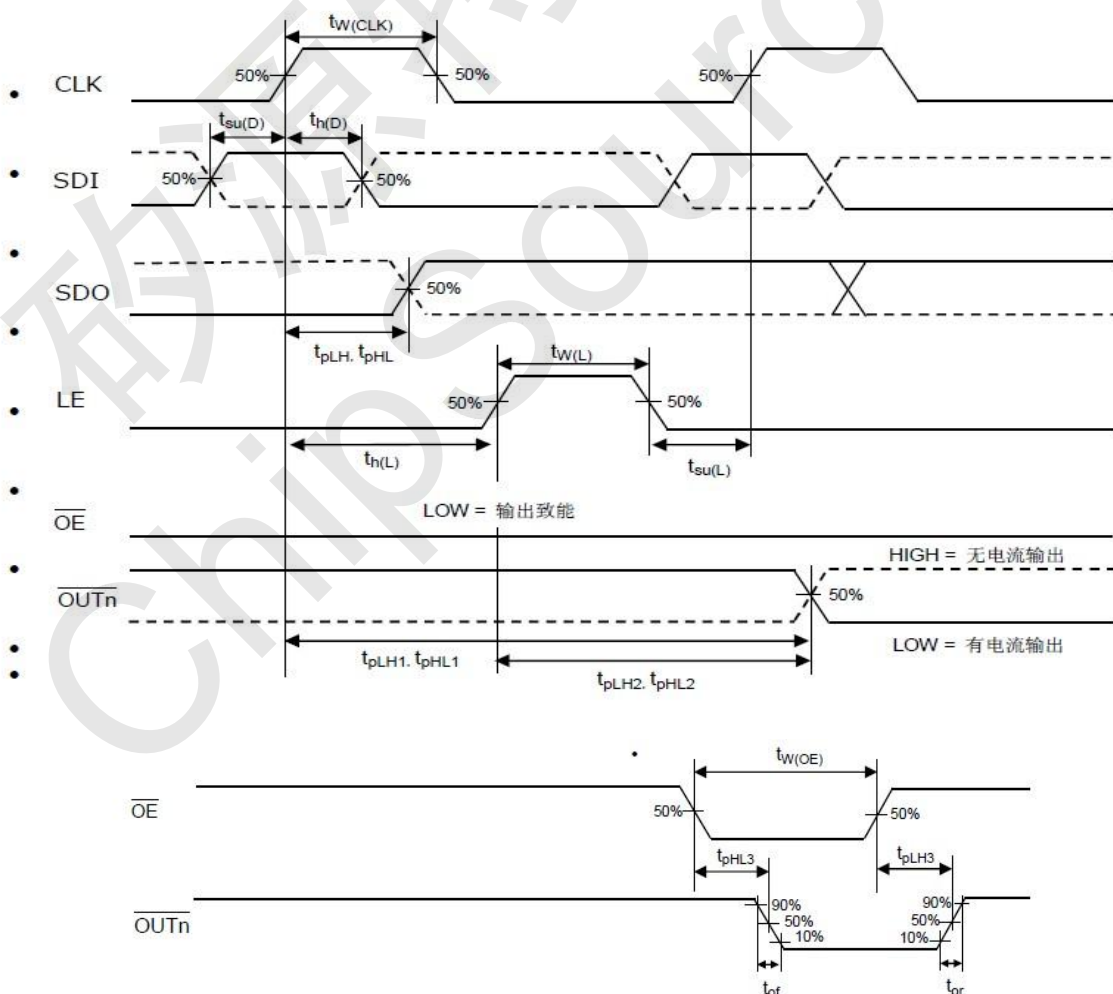 tW(CLK)
CLK
50%
50%
50%
tsu(D)
th(D)
SDI
50%
50%
SDO
50%
tpLH. tpHL
tW(L)
LE
50%
50%
th(L)
tsu(L)
LOW = 输出致能
OE
HIGH = 无电流输出
OUTn
50%
LOW = 有电流输出
tpLH1. tpHL1
tpLH2. tpHL2
tW(OE)
OE
50%
50%
tpHL3
tpLH3
OUTn
90%
50%
10%
90%
50%
10%
tof
tor
矽源
ChipSourc